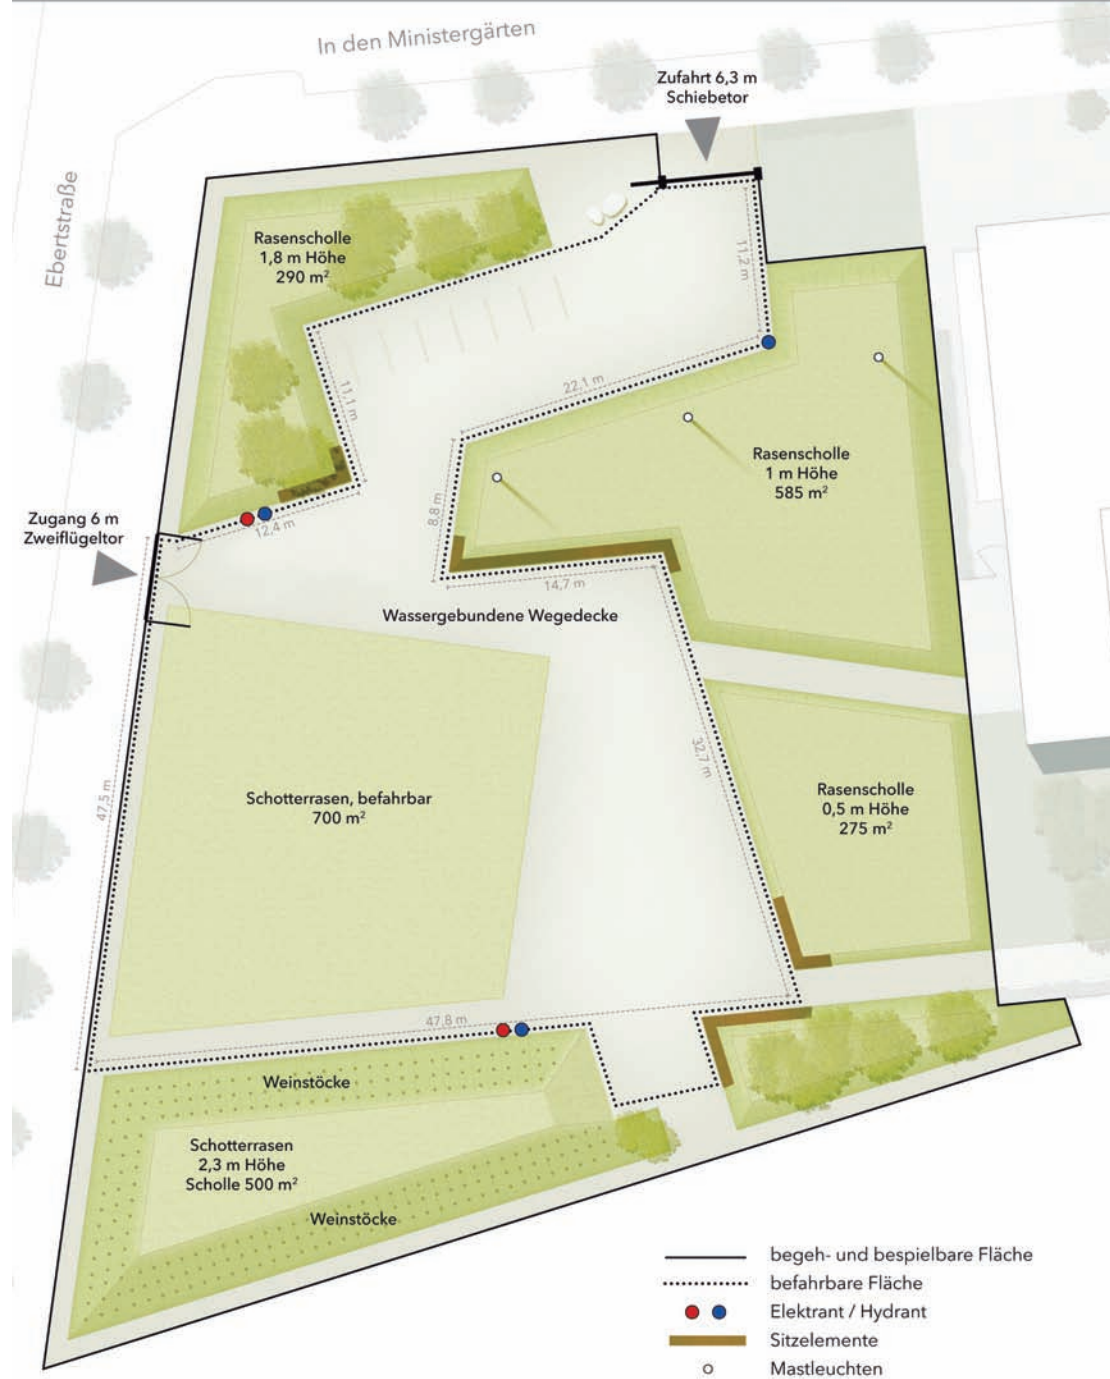 In den Ministergärten
Zufahrt 6,3 m
Schiebetor
Ebertstraße
Rasenscholle
1,8 m Höhe
290 m²
11,2 m
11,1 m
22,1 m
Rasenscholle
1 m Höhe
585 m²
8,8 m
Zugang 6 m
Zweiflügeltor
12,4 m
14,7 m
Wassergebundene Wegedecke
32,7 m
47,5 m
Schotterrasen, befahrbar
700 m²
Rasenscholle
0,5 m Höhe
275 m²
47,8 m
Weinstöcke
Schotterrasen
2,3 m Höhe
Scholle 500 m²
Weinstöcke
begeh- und bespielbare Fläche
befahrbare Fläche
Elektrant / Hydrant
Sitzelemente
Mastleuchten